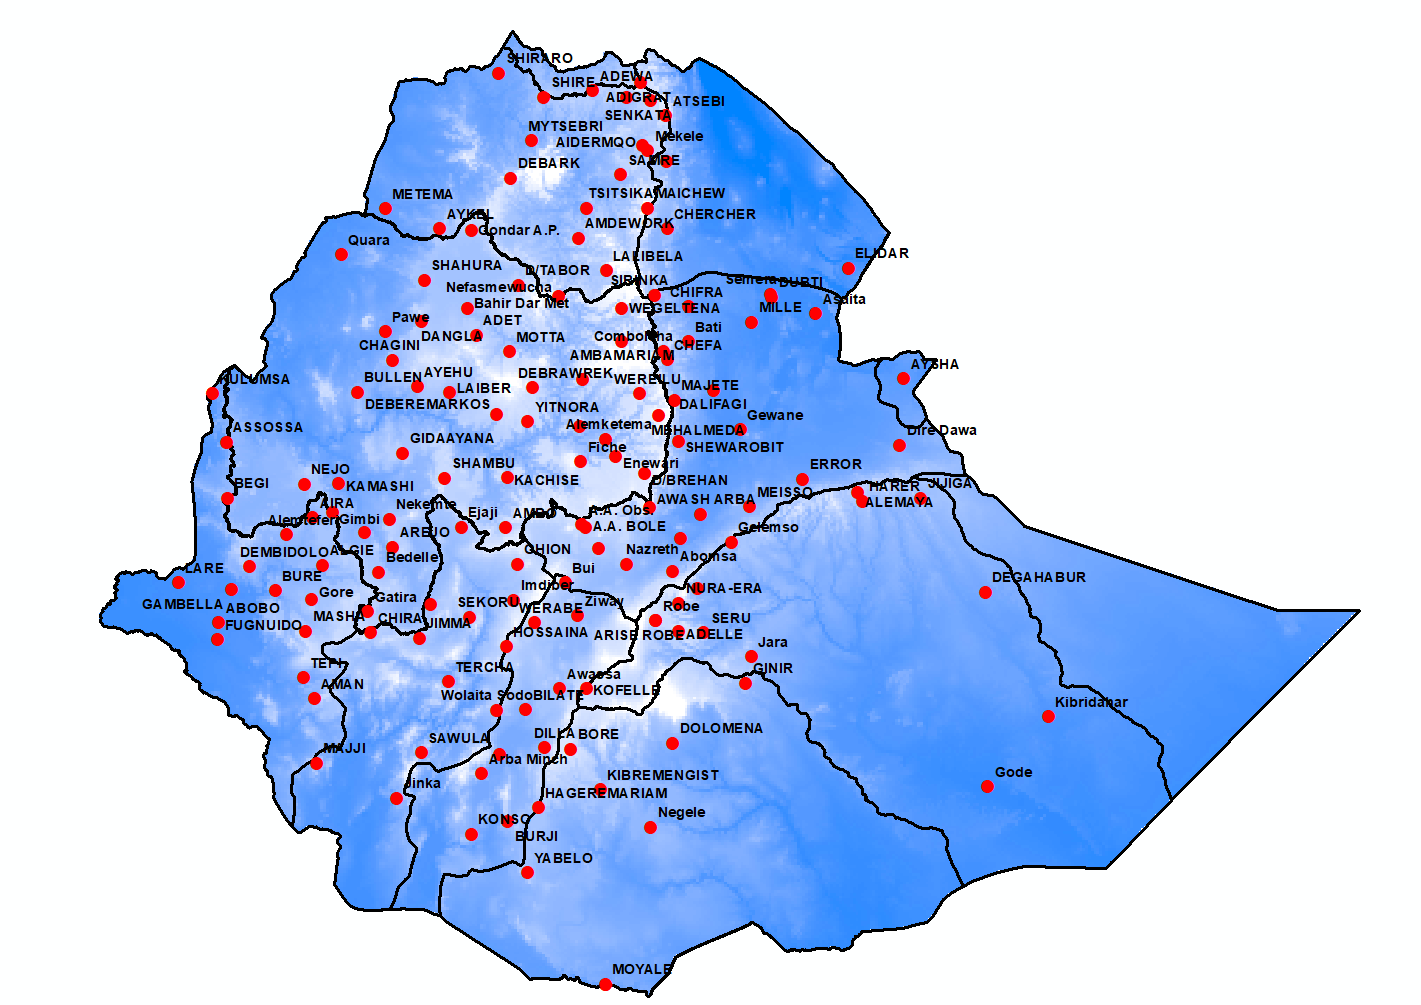 SHIRARO
SHIRE
ADEWA
ADIGRAT
ATSEBI
SENKATA
MYTSEBRI
AIDERMQO
Mekele
DEBARK
SAMRE
METEMA
TSITSIKA
MAICHEW
AYKEL
CHERCHER
AMDEWORK
Gondar A.P.
Quara
LALIBELA
ELIDAR
SHAHURA
D/TABOR
SIRINKA
Semera
DUBTI
Nefasmewucha
CHIFRA
Asaita
Bahir Dar Met
WEGELTENA
MILLE
Pawe
ADET
DANGLA
MOTTA
Combolcha
Bati
CHAGINI
AMBAMARIAM
CHEFA
AYSHA
KULUMSA
BULLEN
AYEHU
DEBRAWREK
WEREILU
MAJETE
LAIBER
DEBEREMARKOS
YITNORA
DALIFAGI
Gewane
ASSOSSA
Alemketema
MEHALMEDA
Dire Dawa
GIDAAYANA
Fiche
SHEWAROBIT
SHAMBU
Enewari
ERROR
NEJO
KACHISE
D/BREHAN
BEGI
KAMASHI
MEISSO
HARER
JIJIGA
AIRA
Nekemte
Ejaji
AMBO
A.A. Obs.
AWASH ARBA
ALEMAYA
Alemteferi
Gimbi
AREJO
A.A. BOLE
Gelemso
DEMBIDOLO
ALGIE
Bedelle
GHION
Nazreth
Abomsa
LARE
BURE
Bui
DEGAHABUR
Gore
Gatira
Imdiber
NURA-ERA
GAMBELLA
ABOBO
SEKORU
WERABE
Ziway
Robe
FUGNUIDO
MASHA
CHIRA
JIMMA
HOSSAINA
ARISE ROBE
ADELLE
SERU
TEPI
TERCHA
Awassa
Jara
AMAN
Wolaita Sodo
BILATE
KOFELLE
GINIR
Kibridahar
MAJJI
SAWULA
DILLA
BORE
DOLOMENA
Arba Minch
Jinka
KIBREMENGIST
Gode
HAGEREMARIAM
KONSO
Negele
BURJI
YABELO
MOYALE